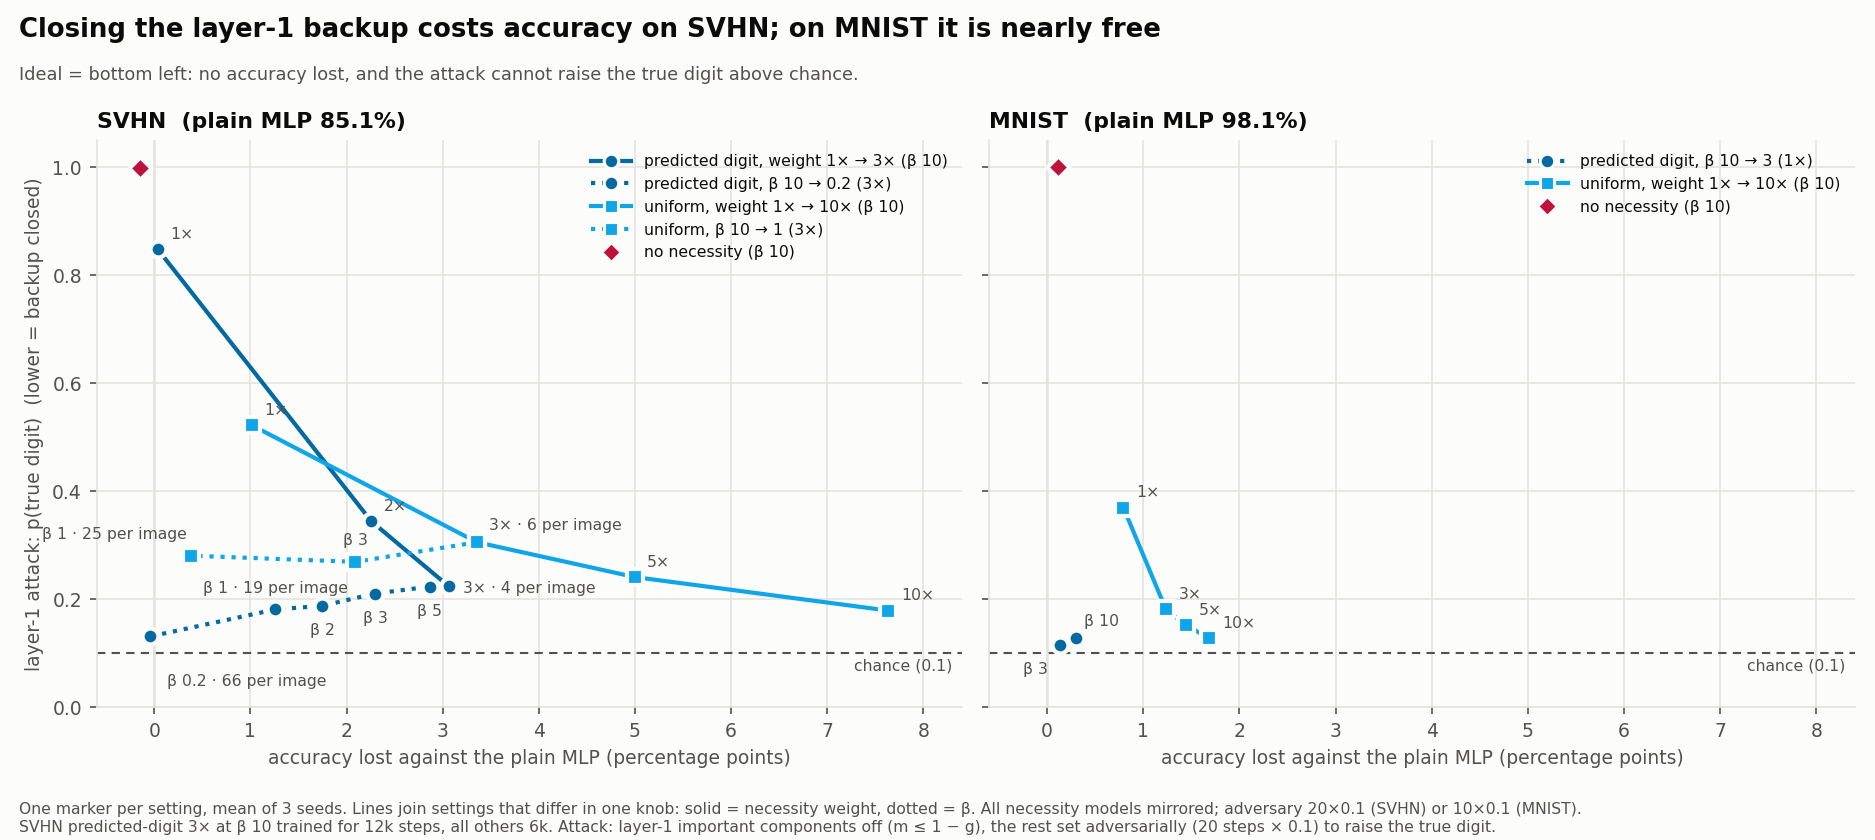 Closing the layer-1 backup costs accuracy on SVHN; on MNIST it is nearly free
Ideal = bottom left: no accuracy lost, and the attack cannot raise the true digit above chance.
SVHN  (plain MLP 85.1%)
layer-1 attack: p(true digit)  (lower = backup closed)
1.0
0.8
0.6
0.4
0.2
0.0
predicted digit, weight 1× → 3× (β 10)
predicted digit, β 10 → 0.2 (3×)
uniform, weight 1× → 10× (β 10)
uniform, β 10 → 1 (3×)
no necessity (β 10)
1×
1×
2×
3× · 6 per image
β 1 · 25 per image
β 3
5×
β 1 · 19 per image
3× · 4 per image
10×
β 5
β 3
β 2
chance (0.1)
β 0.2 · 66 per image
0
1
2
3
4
5
6
7
8
accuracy lost against the plain MLP (percentage points)
MNIST  (plain MLP 98.1%)
predicted digit, β 10 → 3 (1×)
uniform, weight 1× → 10× (β 10)
no necessity (β 10)
1×
3×
5×
β 10
10×
β 3
chance (0.1)
0
1
2
3
4
5
6
7
8
accuracy lost against the plain MLP (percentage points)
One marker per setting, mean of 3 seeds. Lines join settings that differ in one knob: solid = necessity weight, dotted = β. All necessity models mirrored; adversary 20×0.1 (SVHN) or 10×0.1 (MNIST).
SVHN predicted-digit 3× at β 10 trained for 12k steps, all others 6k. Attack: layer-1 important components off (m ≤ 1 − g), the rest set adversarially (20 steps × 0.1) to raise the true digit.